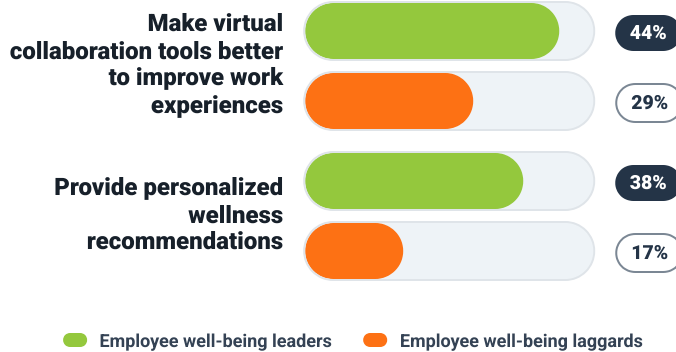 Make virtual
collaboration tools better
to improve work
experiences
44%
29%
Provide personalized
wellness
recommendations
38%
17%
Employee well-being leaders
Employee well-being laggards